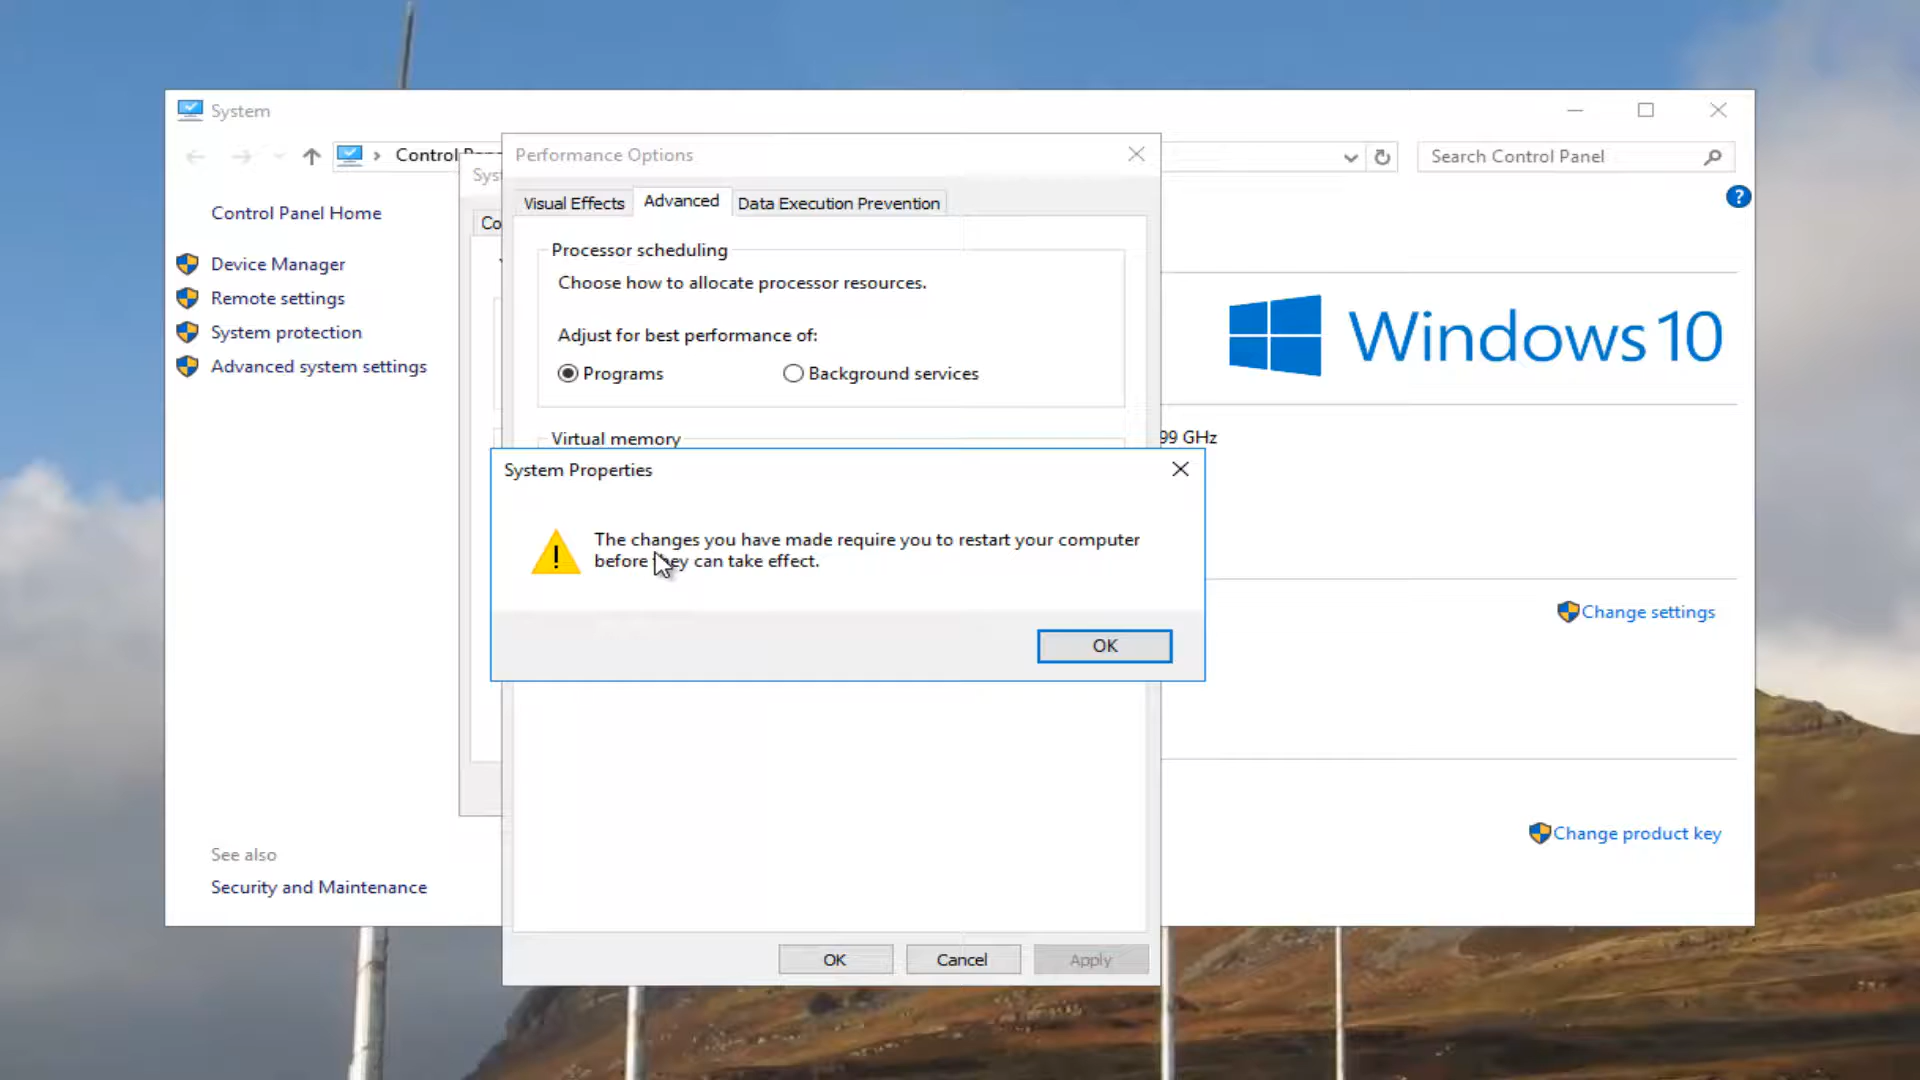 System
Control
Search Control Panel
Performance Options
Sys
Visual Effects
Advanced
Data Execution Prevention
Co
Control Panel Home
Device Manager
Remote settings
System protection
Advanced system settings
Processor scheduling
Choose how to allocate processor resources.
Adjust for best performance of:
Programs
Background services
Windows 10
Virtual memory
99 GHz
System Properties
The changes you have made require you to restart your computer
before they can take effect.
OK
Change settings
Change product key
See also
Security and Maintenance
OK
Cancel
Apply